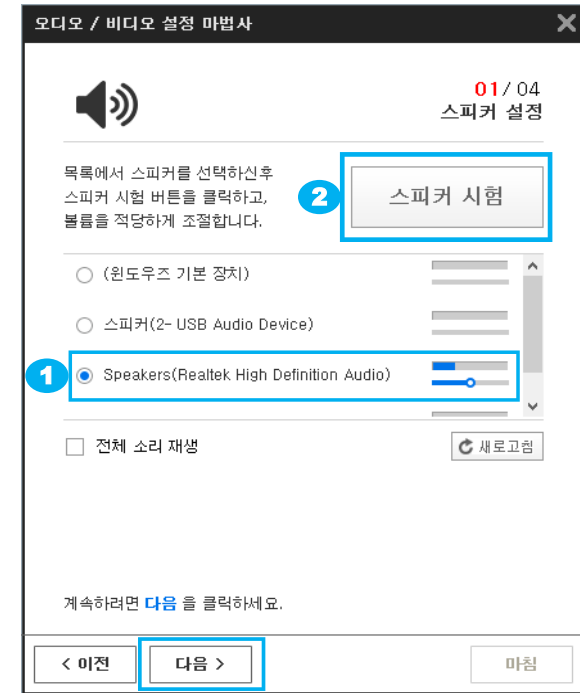 오디오 / 비디오 설정 마법사
01/ 04
스피커 설정
목록에서 스피커를 선택하신후
스피커 시험 버튼을 클릭하고,
볼륨을 적당하게 조절합니다.
2
스피커 시험
(윈도우즈 기본 장치)
스피커(2- USB Audio Device)
1
Speakers(Realtek High Definition Audio)
전체 소리 재생
새로고침
계속하려면 다음 을 클릭하세요.
< 이전
다음 >
마침